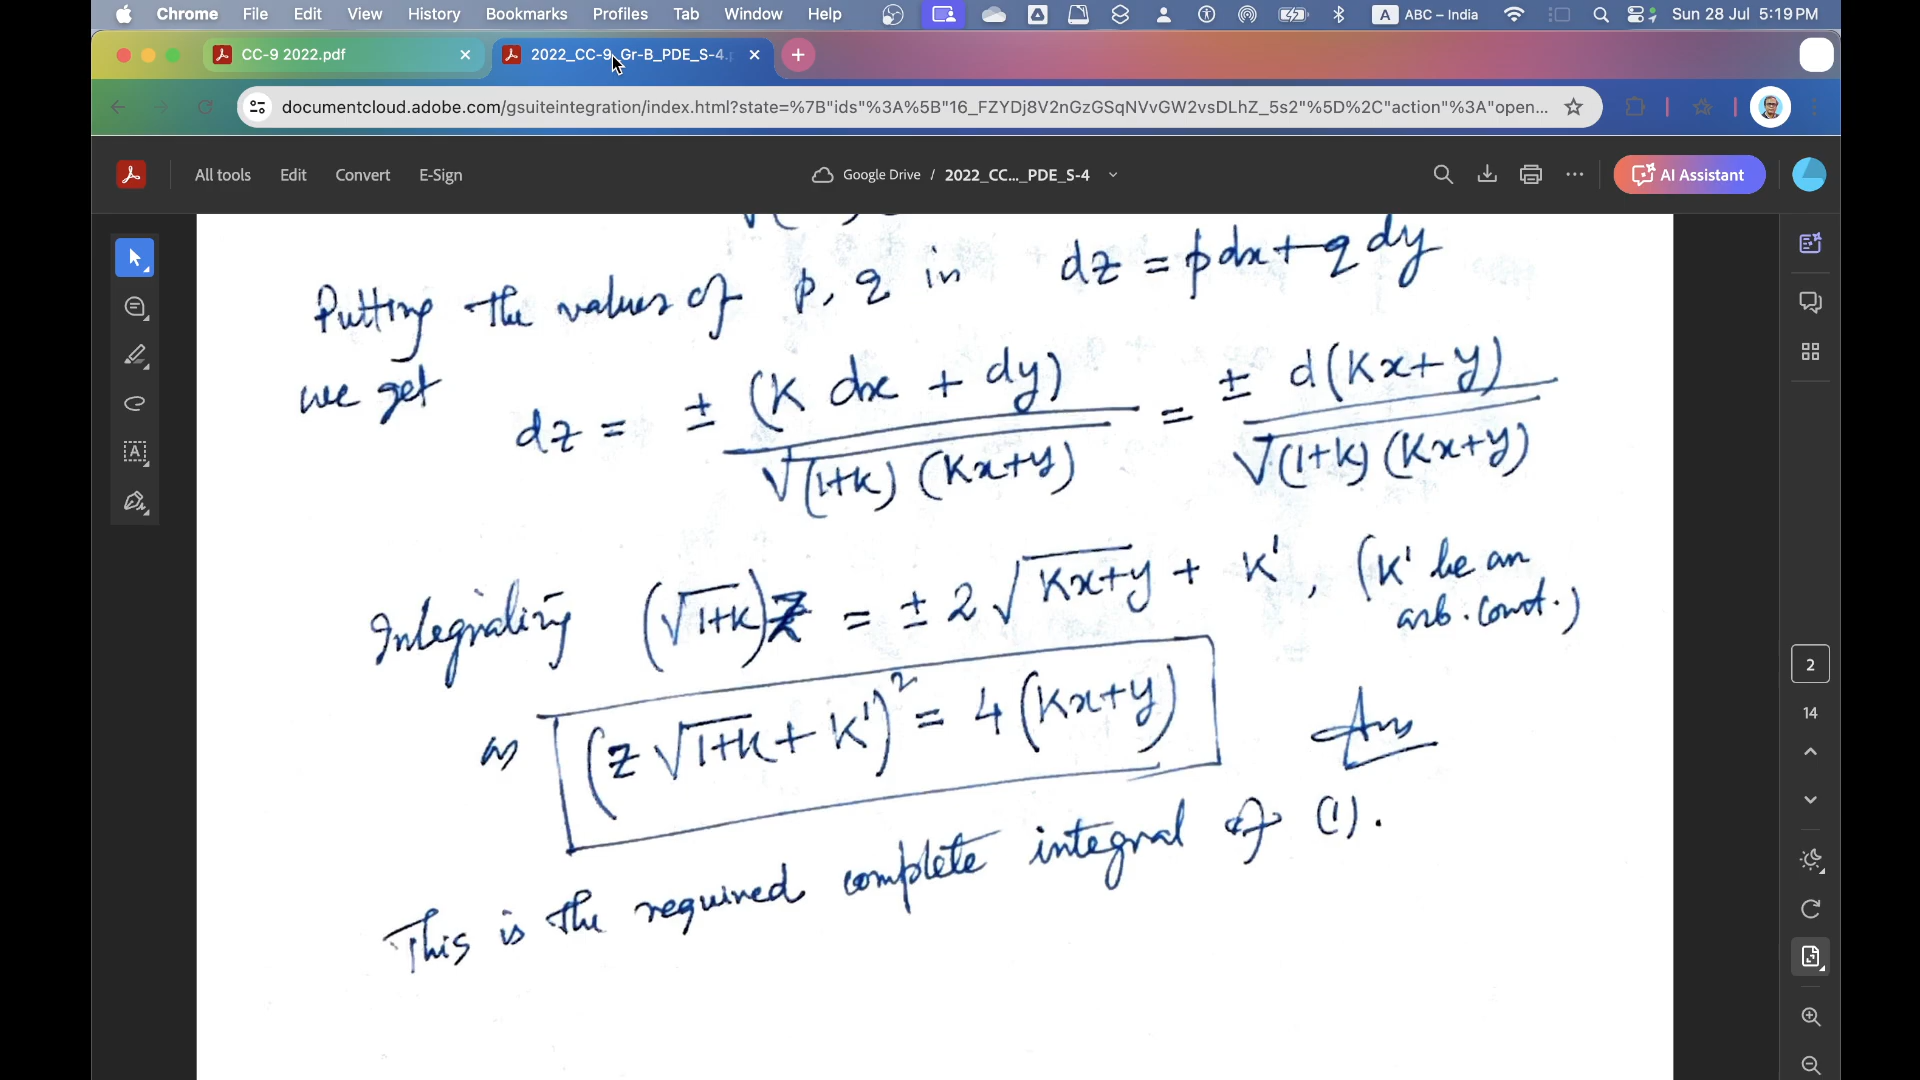 Chrome File Edit View History Bookmarks Profiles Tab Window Help A ABC – India Sun 28 Jul 5:19 PM
CC-9 2022.pdf 2022_CC-9_Gr-B_PDE_S-4.p
documentcloud.adobe.com/gsuiteintegration/index.html?state=%7B"ids"%3A%5B"16_FZYDj8V2nGzGSqNVvGW2vsDLhZ_5s2"%5D%2C"action"%3A"open...
All tools Edit Convert E-Sign Google Drive / 2022_CC..._PDE_S-4 AI Assistant
Putting the values of p, q in dz = p dx + q dy
we get
dz = ± (K dx + dy) / √(1+K) (Kx+y) = ± d(Kx+y) / √(1+K) (Kx+y)
Integrating (√1+K) z = ± 2 √Kx+y + K', (K' be an
arb. const.)
or (z √1+K + K')² = 4 (Kx+y) Ans
This is the required complete integral of (1).
2
14